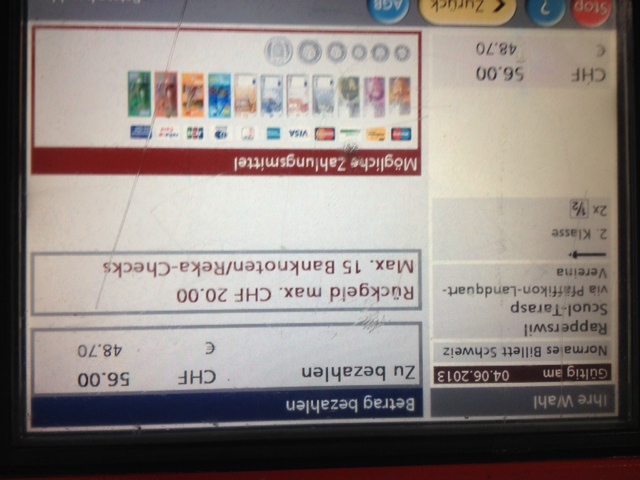 Ihre Wahl
Gültig am 04.06.2013
Normales Billett Schweiz
Rapperswil
Scuol-Tarasp
via Pfäffikon-Landquart-
Vereina
2. Klasse
2x 1/2
CHF 56.00
€ 48.70
Betrag bezahlen
Zu bezahlen CHF 56.00
€ 48.70
Rückgeld max. CHF 20.00
Max. 15 Banknoten/Reka-Checks
Mögliche Zahlungsmittel
VISA
Stop ? < Zurück AGB